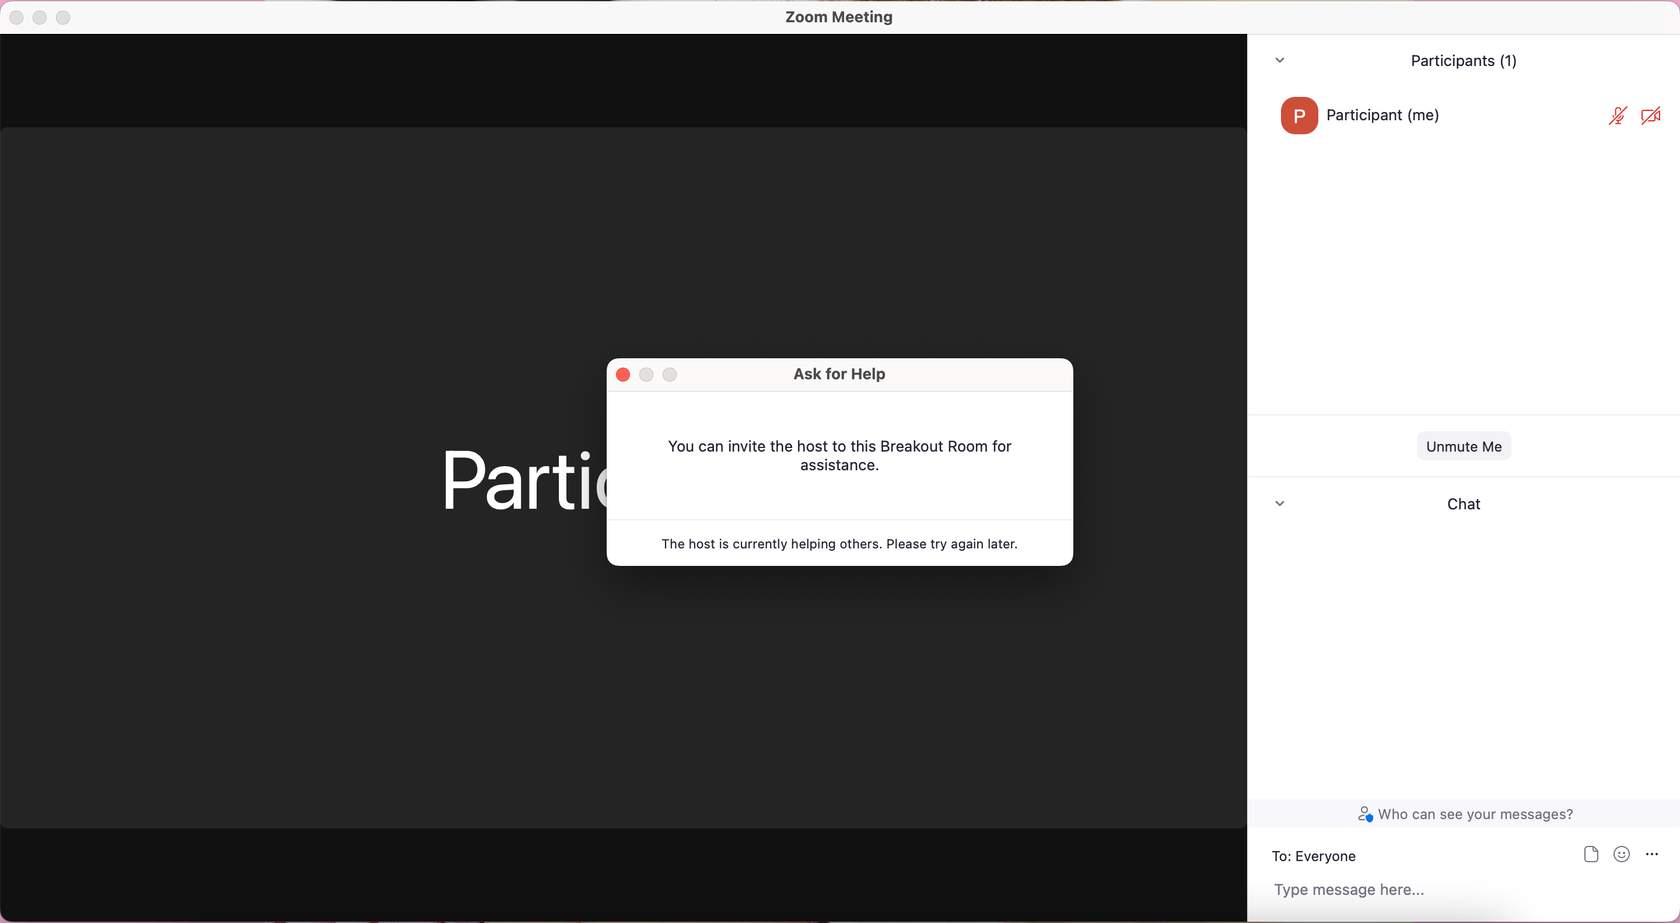 Zoom Meeting
Participants (1)
P
Participant (me)
Ask for Help
You can invite the host to this Breakout Room for
assistance.
The host is currently helping others. Please try again later.
Unmute Me
Chat
Who can see your messages?
To: Everyone
Type message here...